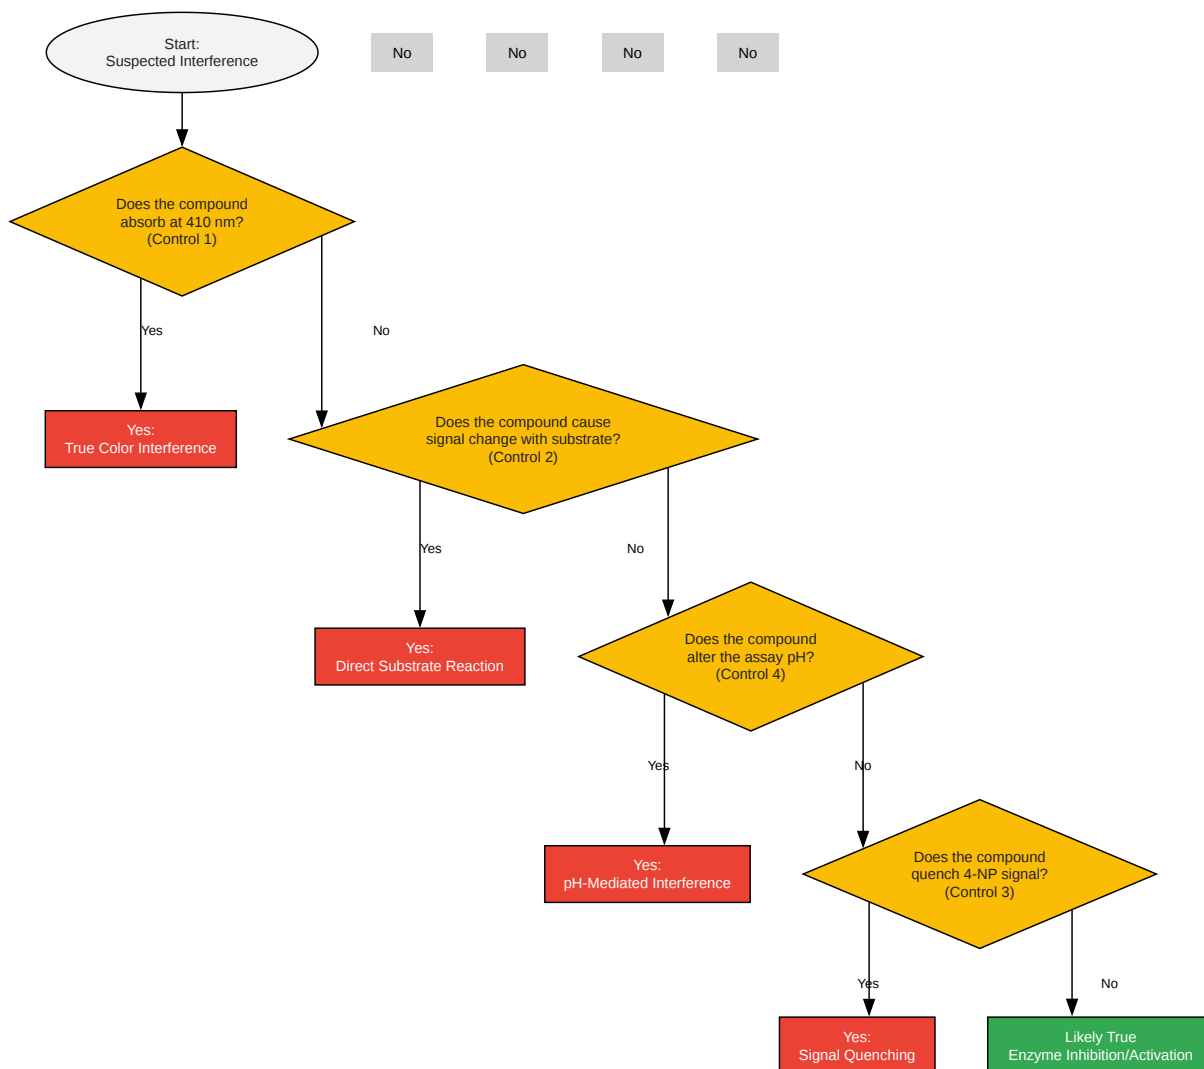 Start:
Suspected Interference
No
No
No
No
Does the compound
absorb at 410 nm?
(Control 1)
Yes
No
Yes:
True Color Interference
Does the compound cause
signal change with substrate?
(Control 2)
Yes
No
Yes:
Direct Substrate Reaction
Does the compound
alter the assay pH?
(Control 4)
Yes
No
Yes:
pH-Mediated Interference
Does the compound
quench 4-NP signal?
(Control 3)
Yes
No
Yes:
Signal Quenching
Likely True
Enzyme Inhibition/Activation